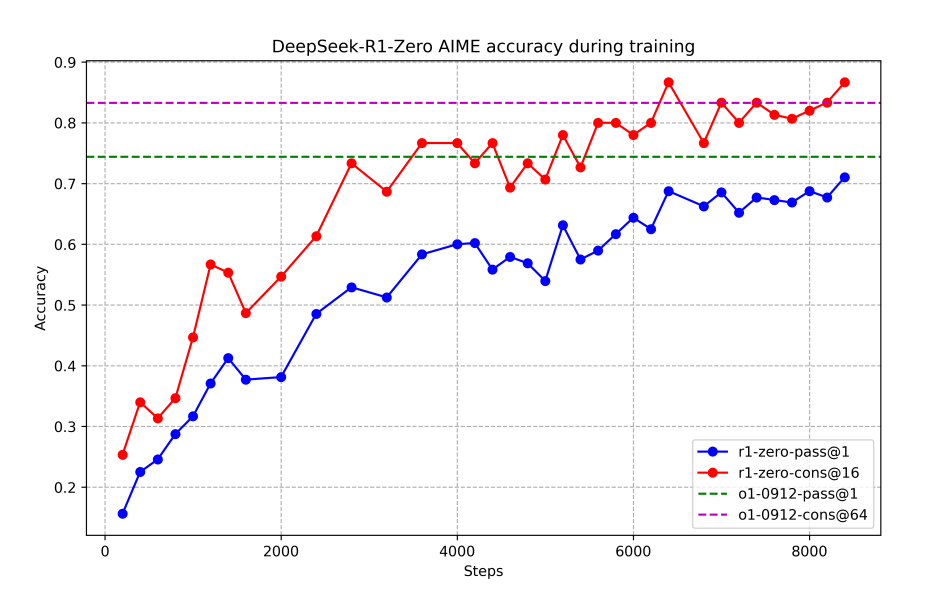 DeepSeek-R1-Zero AIME accuracy during training
0.9
0.8
0.7
0.6
0.5
0.4
0.3
0.2
Accuracy
0 2000 4000 6000 8000
Steps
r1-zero-pass@1
r1-zero-cons@16
o1-0912-pass@1
o1-0912-cons@64